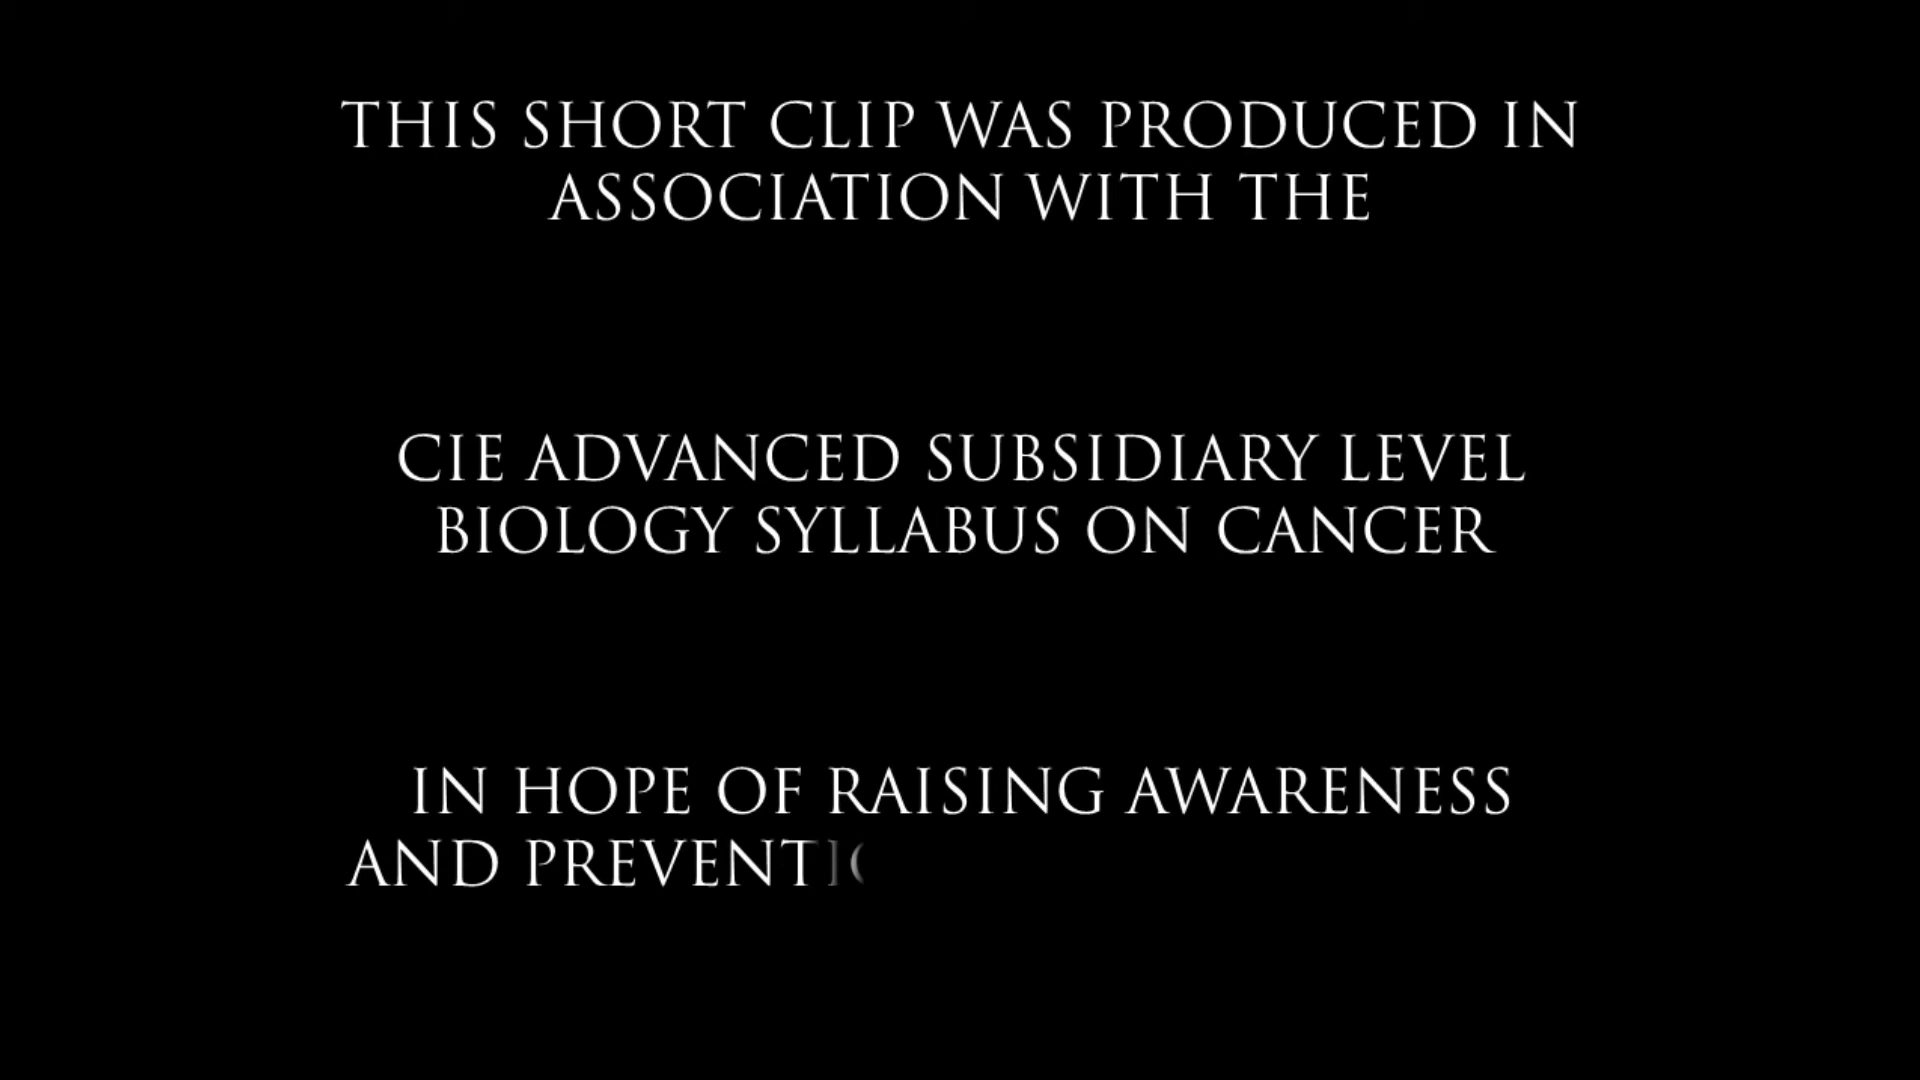 THIS SHORT CLIP WAS PRODUCED IN
ASSOCIATION WITH THE
CIE ADVANCED SUBSIDIARY LEVEL
BIOLOGY SYLLABUS ON CANCER
IN HOPE OF RAISING AWARENESS
AND